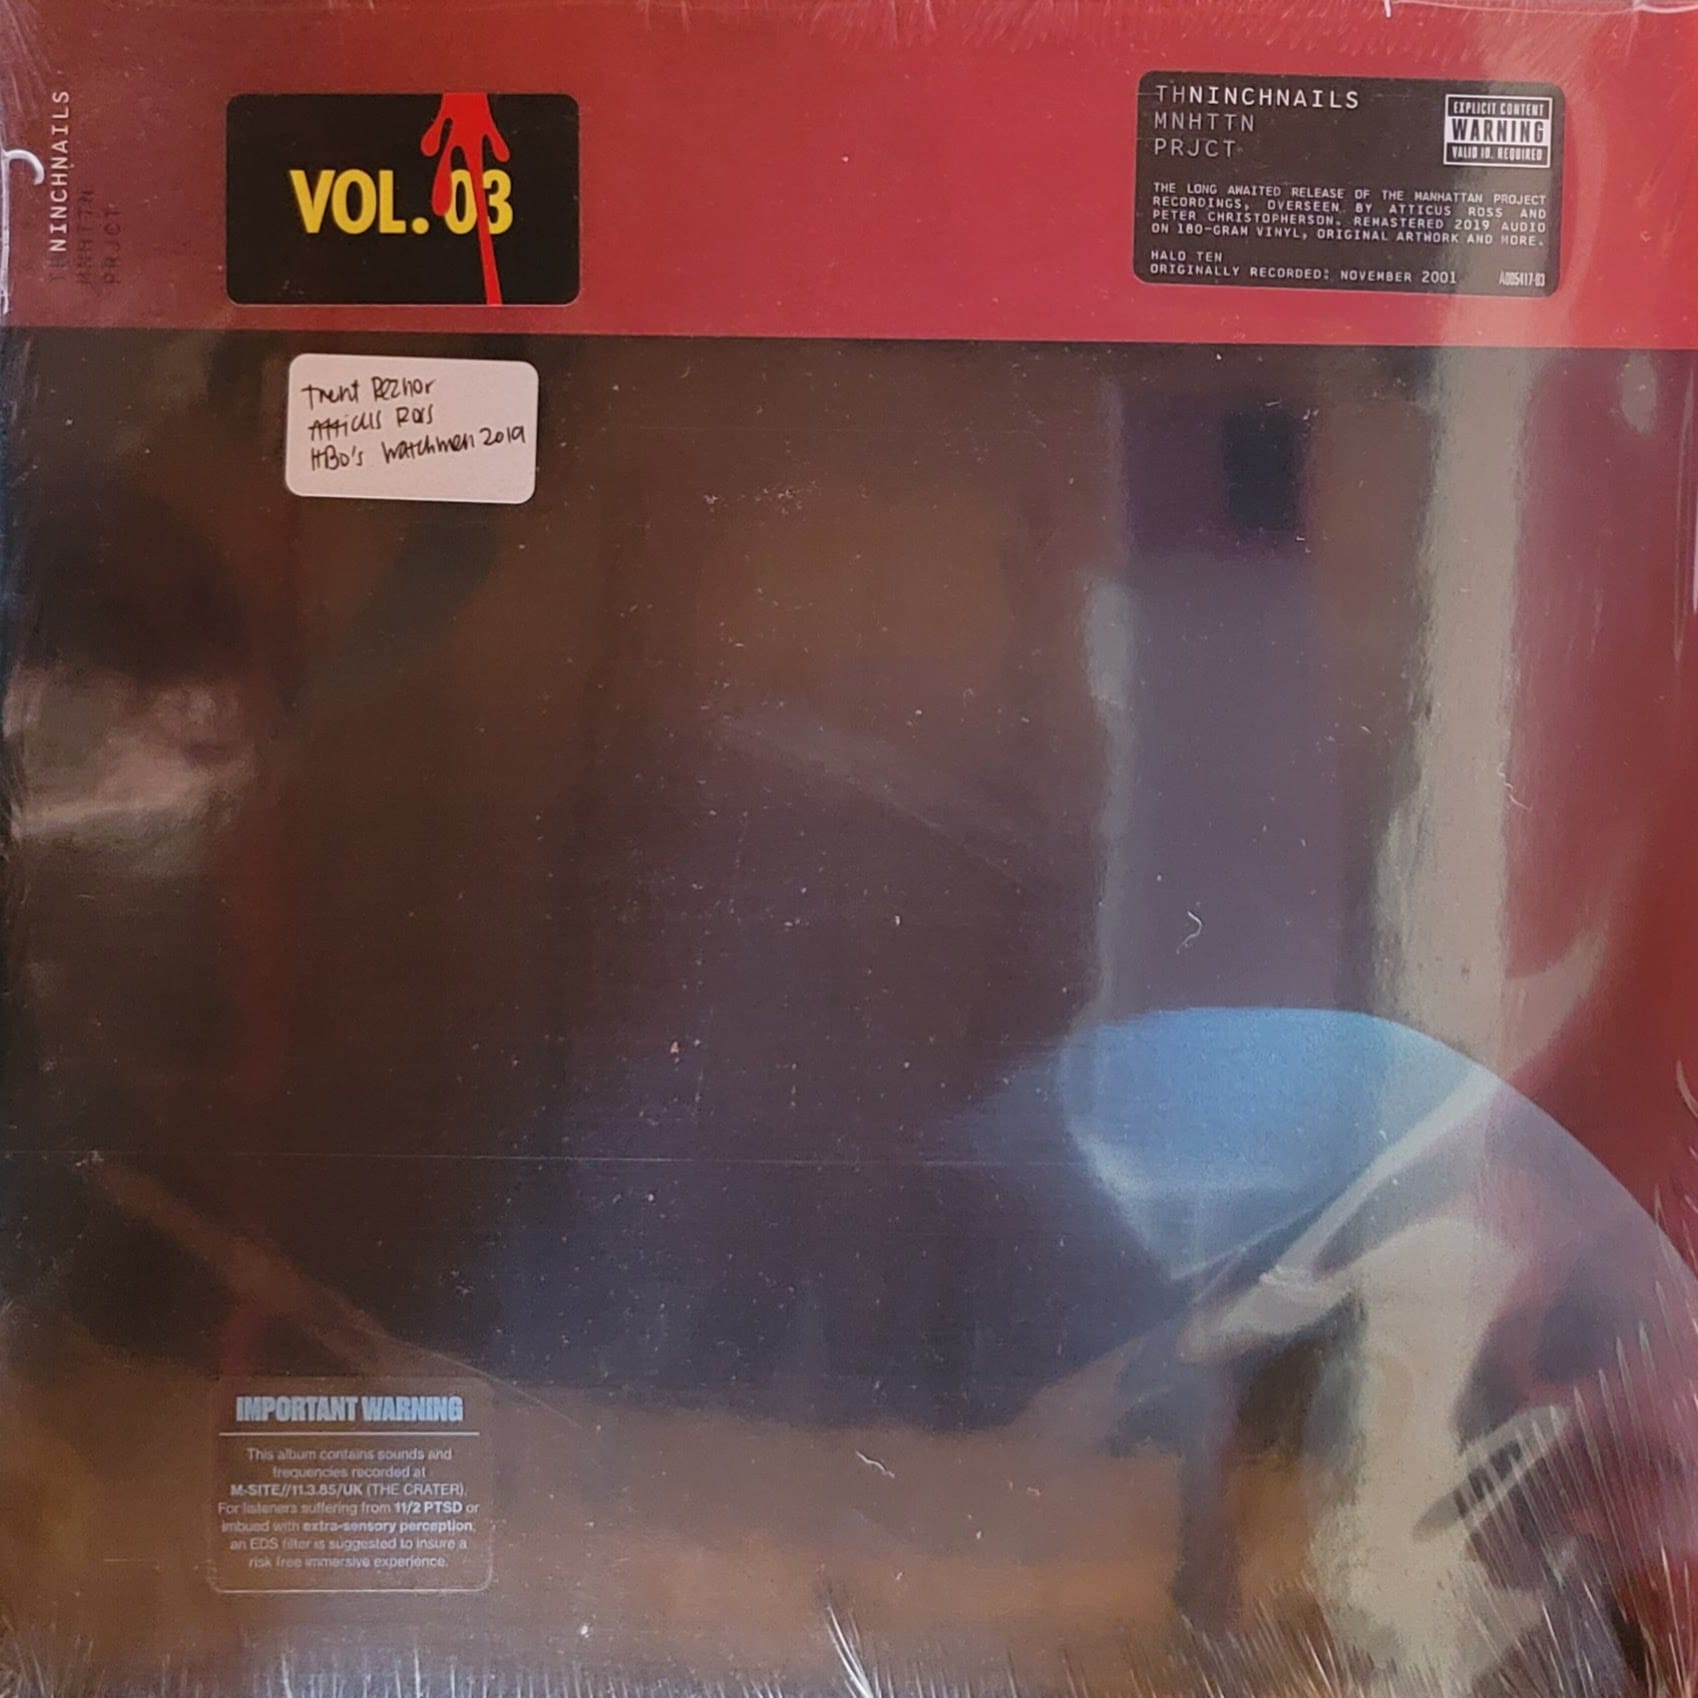 THNINCHNAILS
MNHTTN
PRJCT
VOL. 03
THNINCHNAILS
MNHTTN
PRJCT
EXPLICIT CONTENT
WARNING
VALID ID. REQUIRED
THE LONG AWAITED RELEASE OF THE MANHATTAN PROJECT
RECORDINGS, OVERSEEN BY ATTICUS ROSS AND
PETER CHRISTOPHERSON. REMASTERED 2019 AUDIO
ON 180-GRAM VINYL, ORIGINAL ARTWORK AND MORE.
HALO TEN
ORIGINALLY RECORDED: NOVEMBER 2001
A005417-03
Trent Reznor
Atticus Ross
HBO's Watchmen 2019
IMPORTANT WARNING
This album contains sounds and
frequencies recorded at
M-SITE//11.3.85/UK (THE CRATER).
For listeners suffering from 11/2 PTSD or
imbued with extra-sensory perception,
an EDS filter is suggested to insure a
risk free immersive experience.